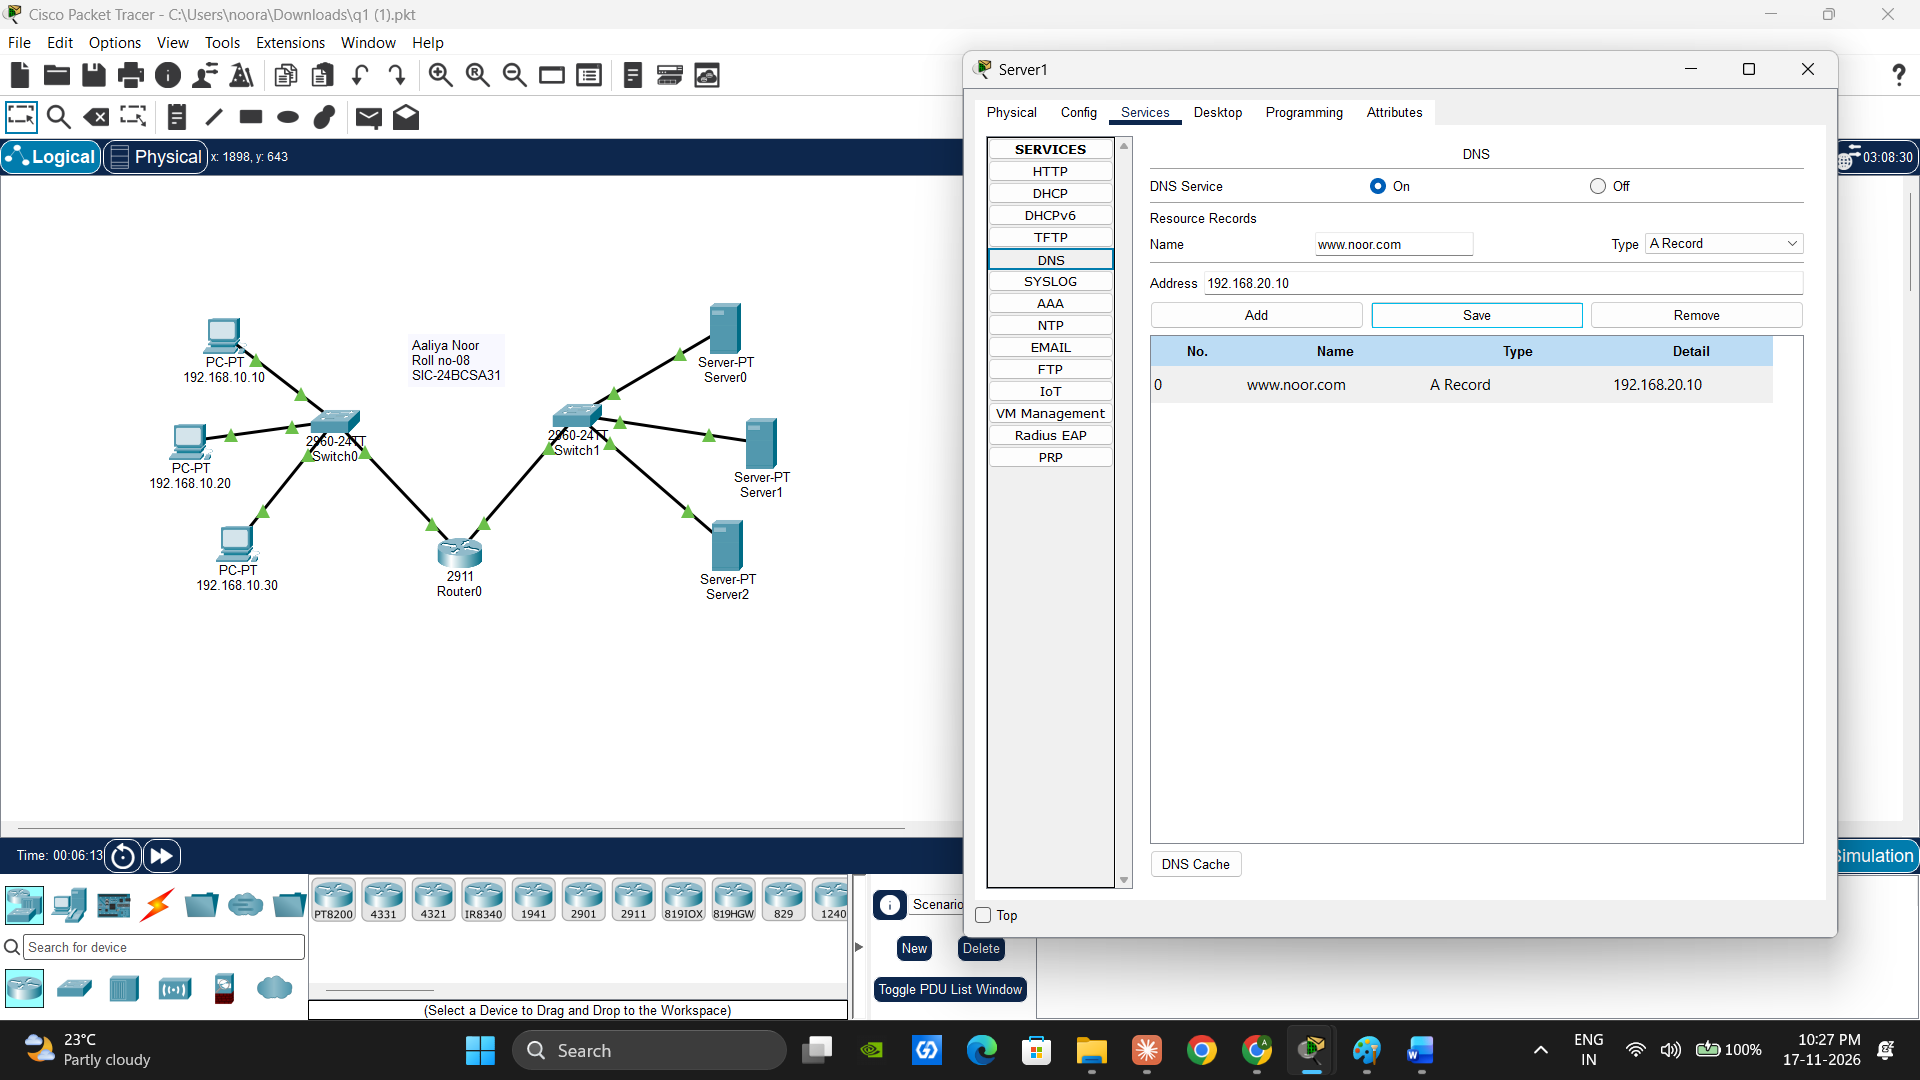 Cisco Packet Tracer - C:\Users\noora\Downloads\q1 (1).pkt
File Edit Options View Tools Extensions Window Help
Logical Physical x: 1898, y: 643
03:08:30
PC-PT
192.168.10.10
PC-PT
192.168.10.20
PC-PT
192.168.10.30
Aaliya Noor
Roll no-08
SIC-24BCSA31
2960-24TT
Switch0
2960-24TT
Switch1
2911
Router0
Server-PT
Server0
Server-PT
Server1
Server-PT
Server2
Server1
Physical Config Services Desktop Programming Attributes
SERVICES
HTTP
DHCP
DHCPv6
TFTP
DNS
SYSLOG
AAA
NTP
EMAIL
FTP
IoT
VM Management
Radius EAP
PRP
DNS
DNS Service On Off
Resource Records
Name www.noor.com Type A Record
Address 192.168.20.10
Add Save Remove
No. Name Type Detail
0 www.noor.com A Record 192.168.20.10
DNS Cache
Top
Time: 00:06:13
Simulation
PT8200 4331 4321 IR8340 1941 2901 2911 819IOX 819HGW 829 1240
Search for device
(Select a Device to Drag and Drop to the Workspace)
Scenario
New Delete
Toggle PDU List Window
23°C
Partly cloudy
Search
ENG
IN
100%
10:27 PM
17-11-2026